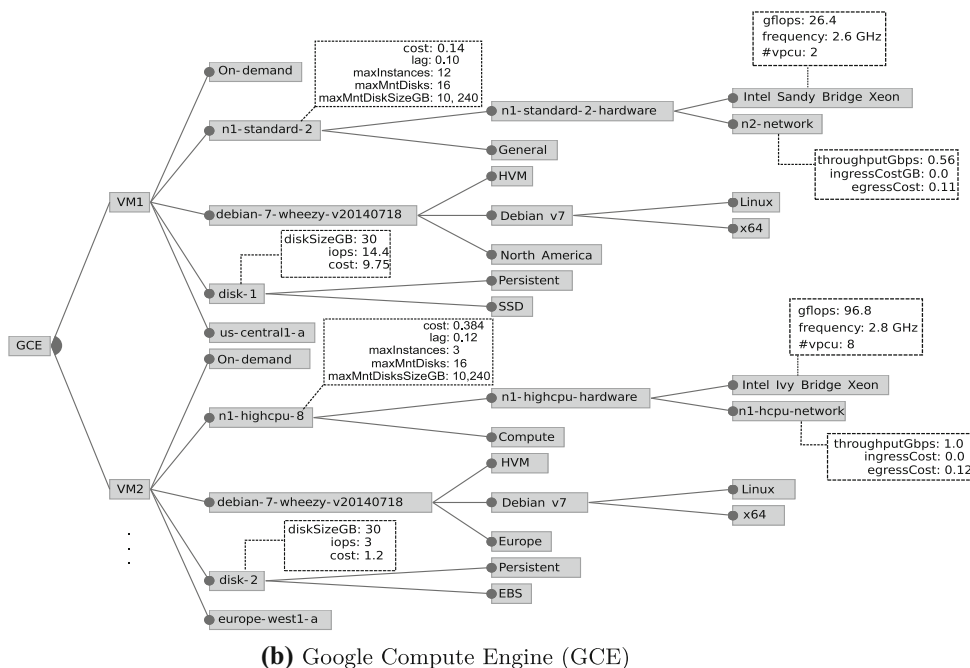 gflops: 26.4
frequency: 2.6 GHz
#vpcu: 2
cost: 0.14
lag: 0.10
maxInstances: 12
maxMntDisks: 16
maxMntDiskSizeGB: 10, 240
On-demand
Intel Sandy Bridge Xeon
n1-standard-2-hardware
n2-network
n1-standard-2
General
throughputGbps: 0.56
ingressCostGB: 0.0
egressCost: 0.11
HVM
VM1
debian-7-wheezy-v20140718
Debian v7
Linux
x64
diskSizeGB: 30
iops: 14.4
cost: 9.75
North America
Persistent
disk-1
SSD
us-central1-a
GCE
On-demand
cost: 0.384
lag: 0.12
maxInstances: 3
maxMntDisks: 16
maxMntDisksSizeGB: 10,240
gflops: 96.8
frequency: 2.8 GHz
#vpcu: 8
Intel Ivy Bridge Xeon
n1-highcpu-hardware
n1-hcpu-network
n1-highcpu-8
Compute
throughputGbps: 1.0
ingressCost: 0.0
egressCost: 0.12
HVM
VM2
debian-7-wheezy-v20140718
Debian v7
Linux
x64
diskSizeGB: 30
iops: 3
cost: 1.2
Europe
Persistent
disk-2
EBS
europe-west1-a
(b) Google Compute Engine (GCE)